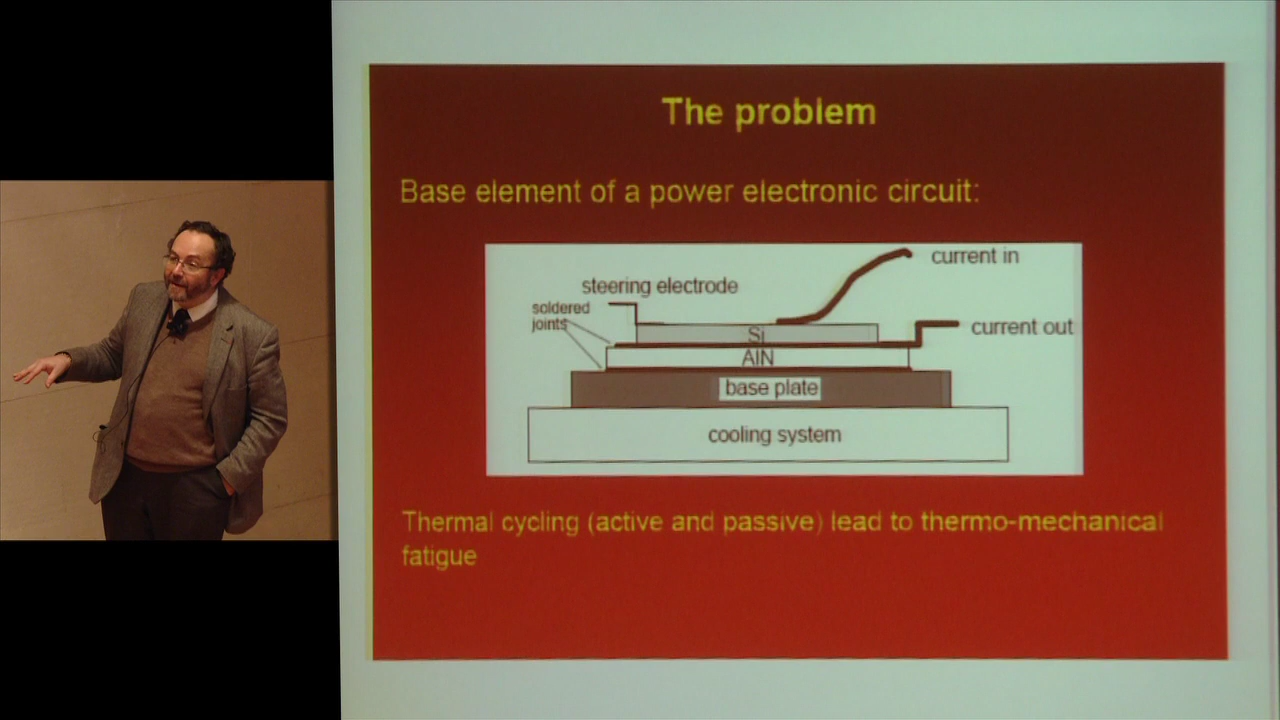 The problem
Base element of a power electronic circuit:
current in
steering electrode
soldered
joints
current out
Si
AlN
base plate
cooling system
Thermal cycling (active and passive) lead to thermo-mechanical
fatigue